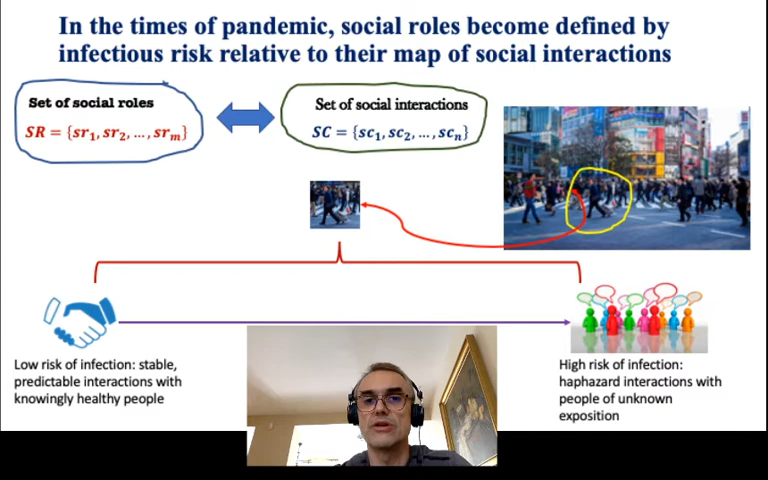 In the times of pandemic, social roles become defined by
infectious risk relative to their map of social interactions
Set of social roles
SR = {sr₁, sr₂, ..., srₘ}
Set of social interactions
SC = {sc₁, sc₂, ..., scₙ}
Low risk of infection: stable,
predictable interactions with
knowingly healthy people
High risk of infection:
haphazard interactions with
people of unknown
exposition